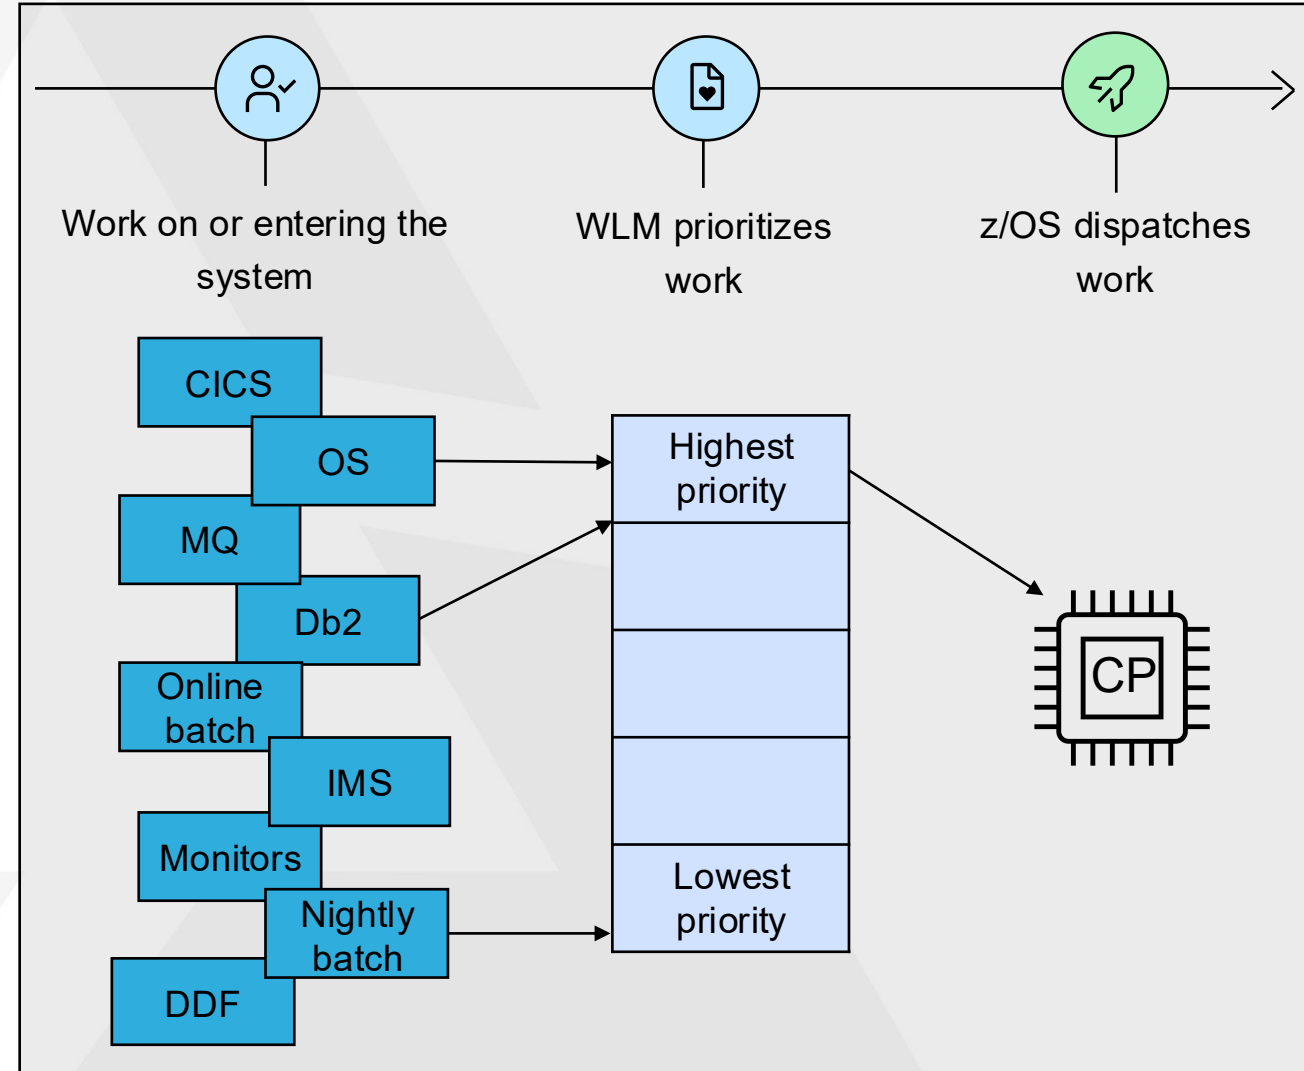 Work on or entering the
system
WLM prioritizes
work
z/OS dispatches
work
CICS
OS
MQ
Db2
Online
batch
IMS
Monitors
Nightly
batch
DDF
Highest
priority
Lowest
priority
CP